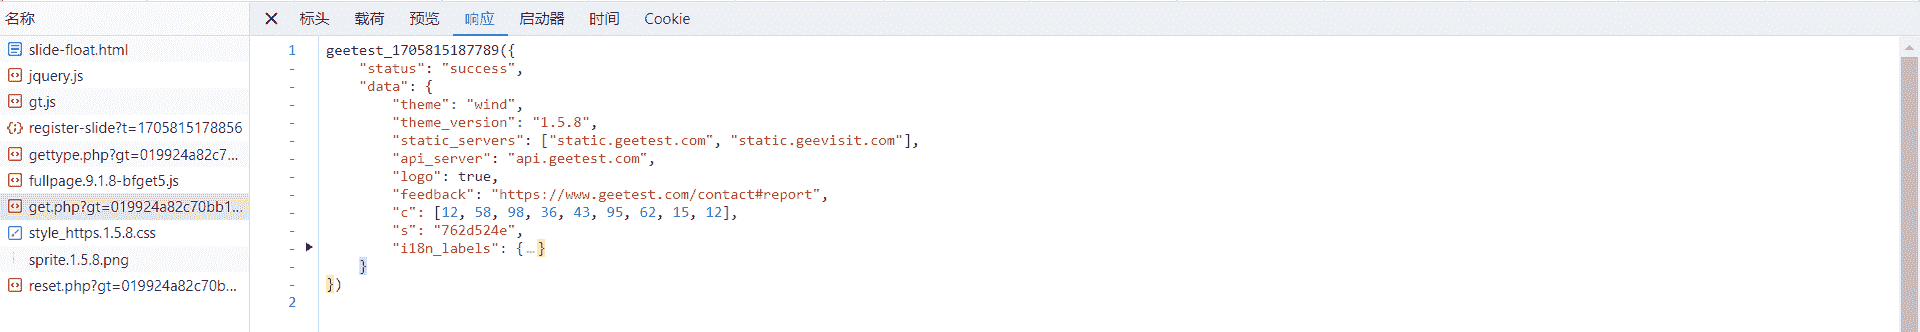 名称
slide-float.html
jquery.js
gt.js
register-slide?t=1705815178856
gettype.php?gt=019924a82c7...
fullpage.9.1.8-bfget5.js
get.php?gt=019924a82c70bb1...
style_https.1.5.8.css
sprite.1.5.8.png
reset.php?gt=019924a82c70b...
标头 载荷 预览 响应 启动器 时间 Cookie
1 geetest_1705815187789({
- "status": "success",
- "data": {
- "theme": "wind",
- "theme_version": "1.5.8",
- "static_servers": ["static.geetest.com", "static.geevisit.com"],
- "api_server": "api.geetest.com",
- "logo": true,
- "feedback": "https://www.geetest.com/contact#report",
- "c": [12, 58, 98, 36, 43, 95, 62, 15, 12],
- "s": "762d524e",
- "i18n_labels": {…}
- }
- })
2